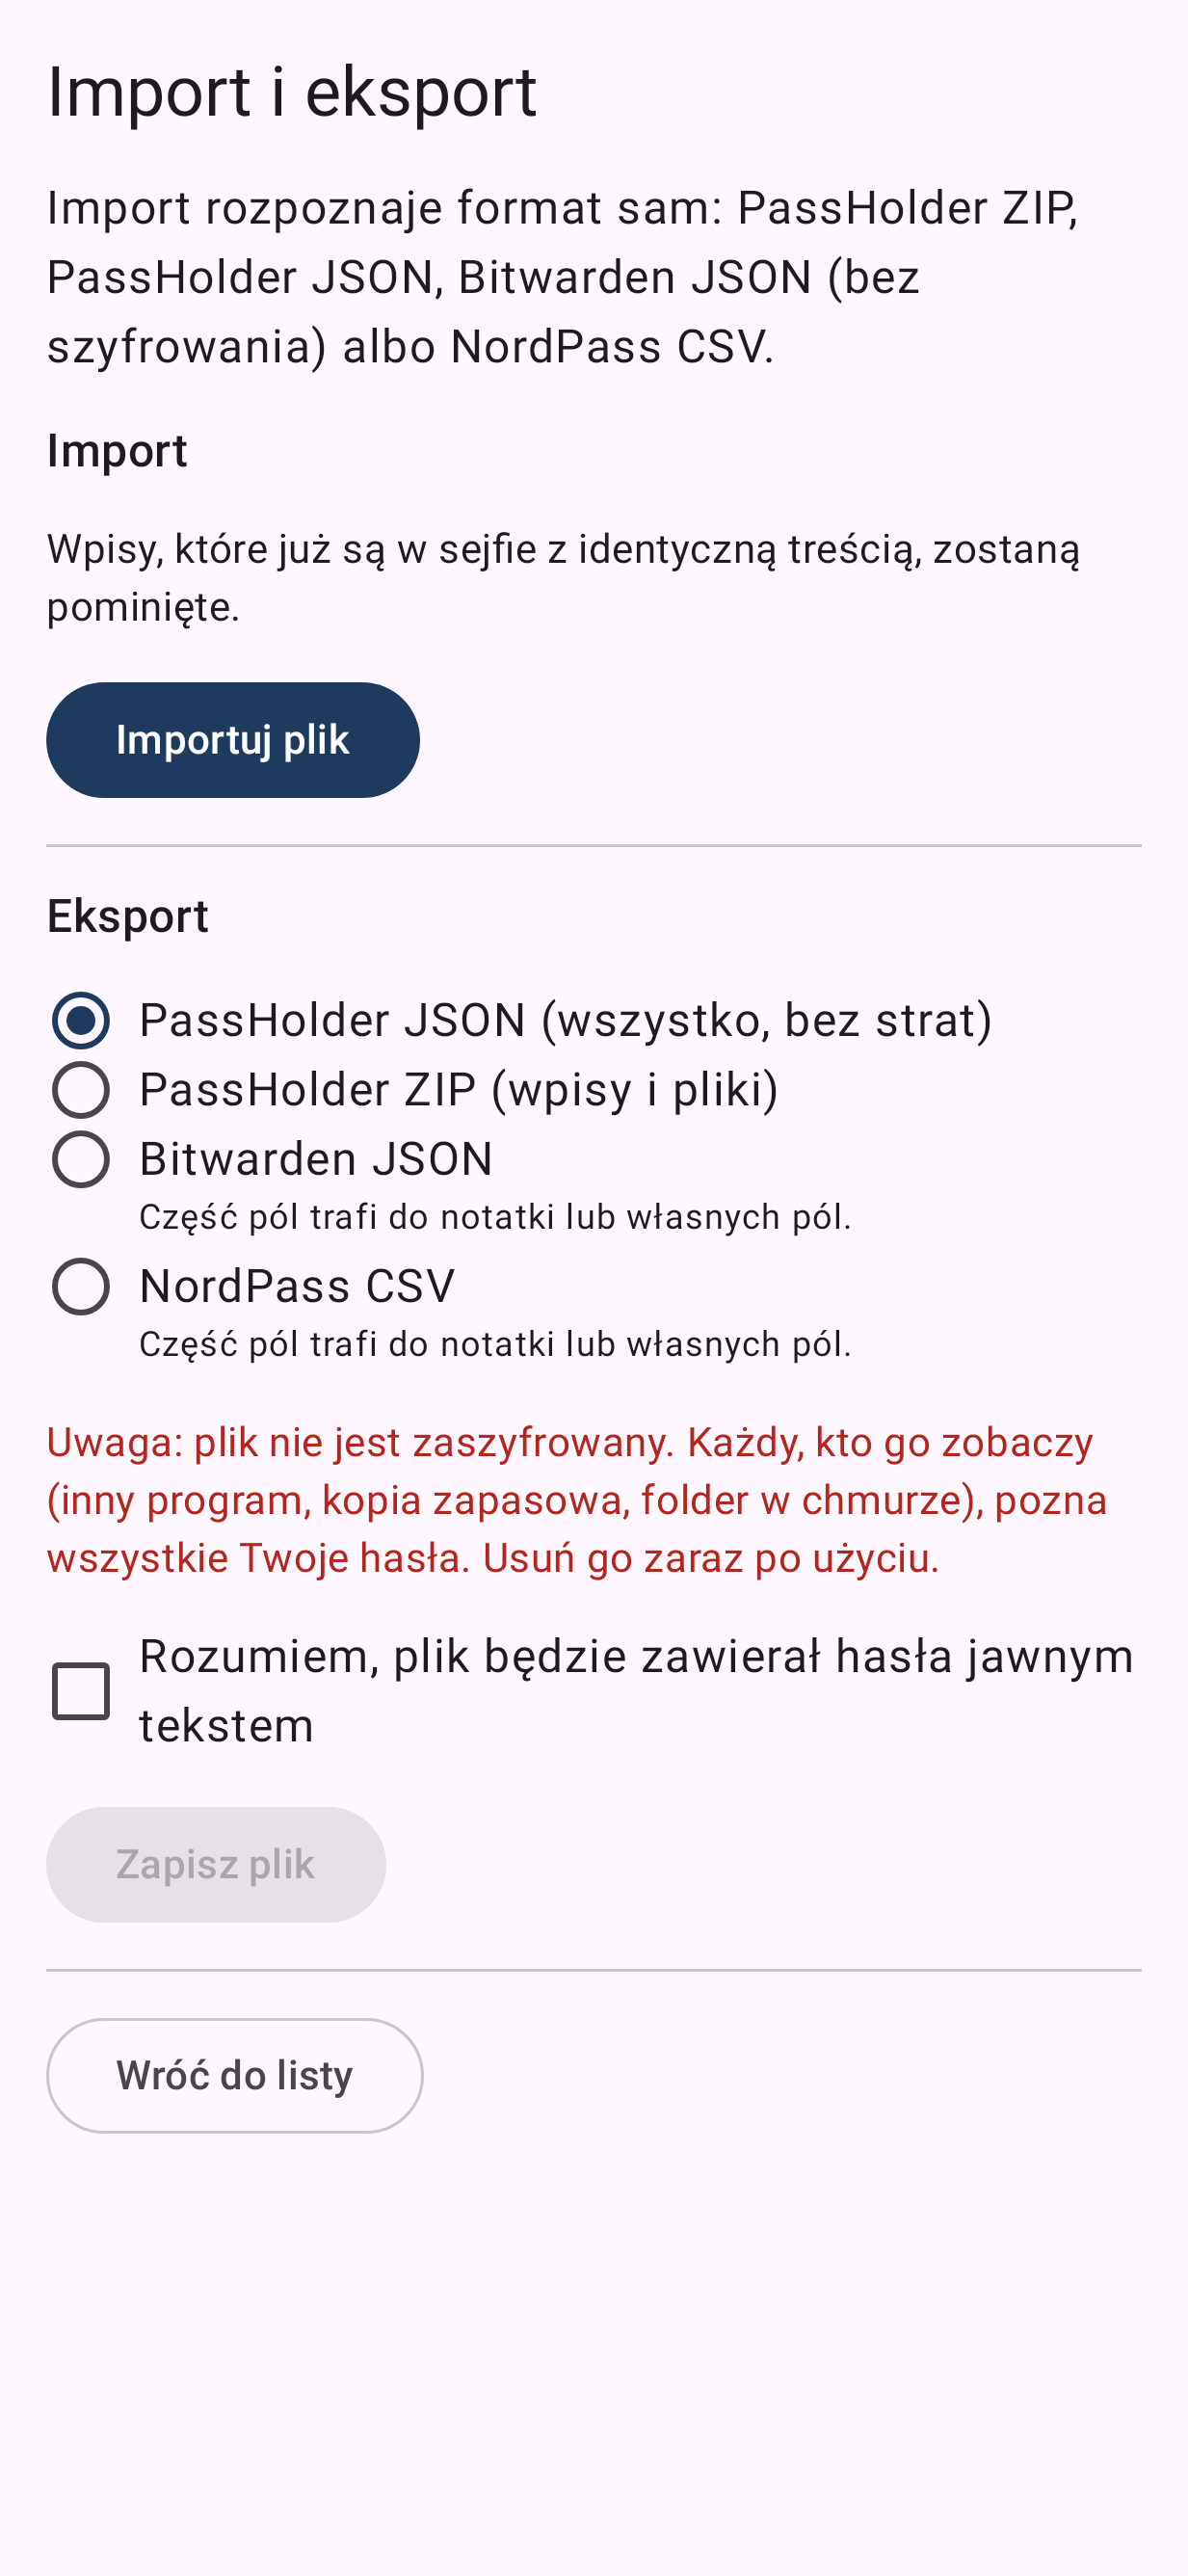 Import i eksport
Import rozpoznaje format sam: PassHolder ZIP,
PassHolder JSON, Bitwarden JSON (bez
szyfrowania) albo NordPass CSV.
Import
Wpisy, które już są w sejfie z identyczną treścią, zostaną
pominięte.
Importuj plik
Eksport
PassHolder JSON (wszystko, bez strat)
PassHolder ZIP (wpisy i pliki)
Bitwarden JSON
Część pól trafi do notatki lub własnych pól.
NordPass CSV
Część pól trafi do notatki lub własnych pól.
Uwaga: plik nie jest zaszyfrowany. Każdy, kto go zobaczy
(inny program, kopia zapasowa, folder w chmurze), pozna
wszystkie Twoje hasła. Usuń go zaraz po użyciu.
Rozumiem, plik będzie zawierał hasła jawnym
tekstem
Zapisz plik
Wróć do listy